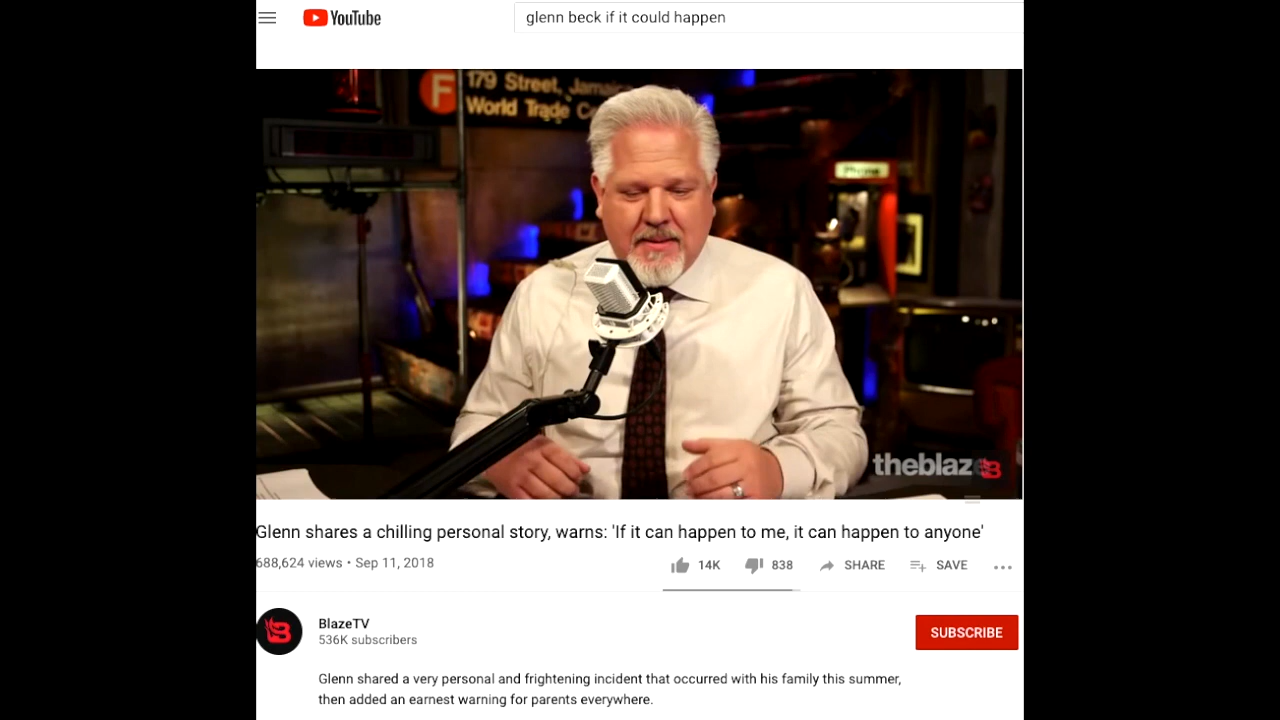 YouTube
glenn beck if it could happen
F
179 Street, Jamaica
World Trade
Phone
theblaze
Glenn shares a chilling personal story, warns: 'If it can happen to me, it can happen to anyone'
688,624 views • Sep 11, 2018
14K
838
SHARE
SAVE
BlazeTV
536K subscribers
SUBSCRIBE
Glenn shared a very personal and frightening incident that occurred with his family this summer,
then added an earnest warning for parents everywhere.